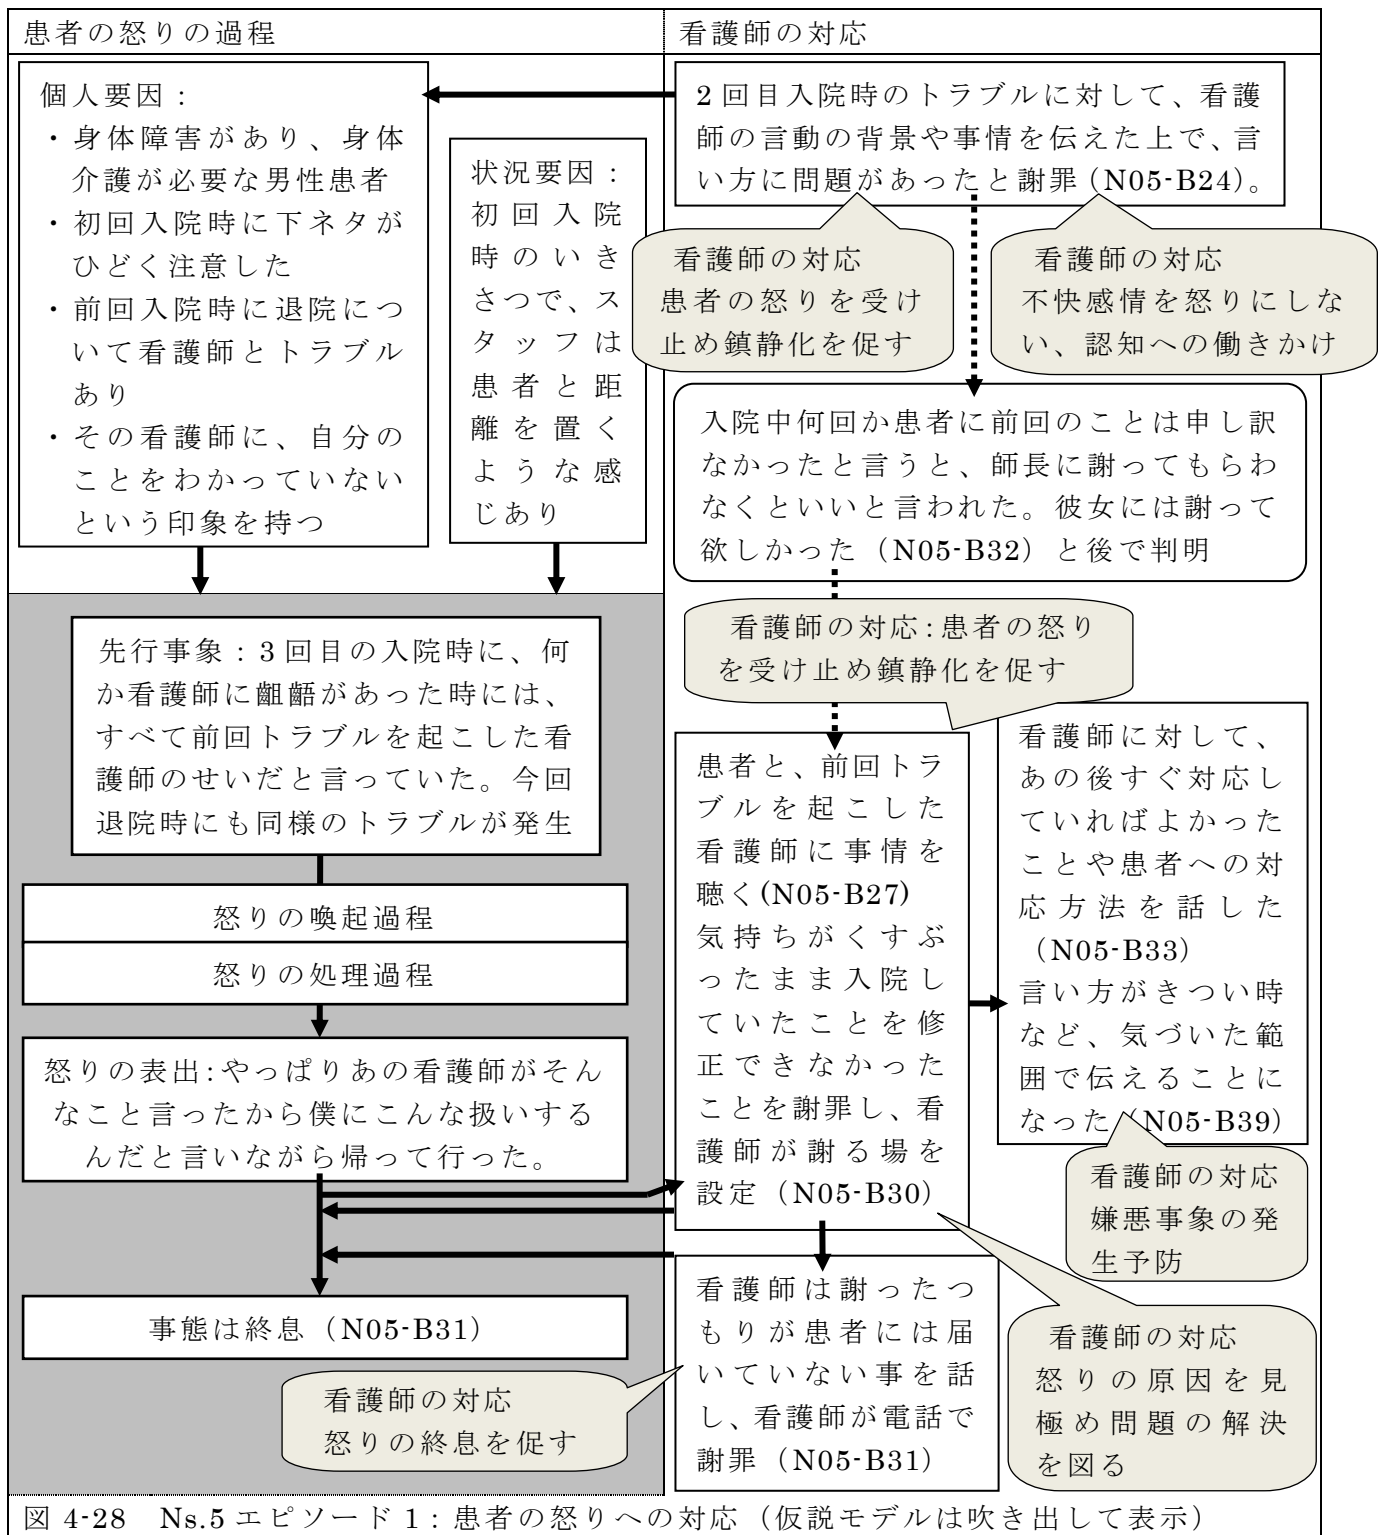 患者の怒りの過程
看護師の対応
個人要因：
・身体障害があり、身体
介護が必要な男性患者
・初回入院時に下ネタが
ひどく注意した
・前回入院時に退院につ
いて看護師とトラブル
あり
・その看護師に、自分の
ことをわかっていない
という印象を持つ
状況要因：
初回入院
時のいき
さつで、ス
タッフは
患者と距
離を置く
ような感
じあり
2回目入院時のトラブルに対して、看護
師の言動の背景や事情を伝えた上で、言
い方に問題があったと謝罪(N05-B24)。
看護師の対応
患者の怒りを受け
止め鎮静化を促す
看護師の対応
不快感情を怒りにしな
い、認知への働きかけ
入院中何回か患者に前回のことは申し訳
なかったと言うと、師長に謝ってもらわ
なくといいと言われた。彼女には謝って
欲しかった（N05-B32）と後で判明
看護師の対応:患者の怒り
を受け止め鎮静化を促す
先行事象：3回目の入院時に、何
か看護師に齟齬があった時には、
すべて前回トラブルを起こした看
護師のせいだと言っていた。今回
退院時にも同様のトラブルが発生
怒りの喚起過程
怒りの処理過程
怒りの表出:やっぱりあの看護師がそん
なこと言ったから僕にこんな扱いする
んだと言いながら帰って行った。
事態は終息（N05-B31）
患者と、前回トラ
ブルを起こした
看護師に事情を
聴く(N05-B27)
気持ちがくすぶ
ったまま入院し
ていたことを修
正できなかった
ことを謝罪し、看
護師が謝る場を
設定（N05-B30）
看護師に対して、
あの後すぐ対応し
ていればよかった
ことや患者への対
応方法を話した
（N05-B33）
言い方がきつい時
など、気づいた範
囲で伝えることに
なった（N05-B39）
看護師の対応
嫌悪事象の発
生予防
看護師は謝ったつ
もりが患者には届
いていない事を話
し、看護師が電話で
謝罪（N05-B31）
看護師の対応
怒りの終息を促す
看護師の対応
怒りの原因を見
極め問題の解決
を図る
図 4-28　Ns.5エピソード1：患者の怒りへの対応（仮説モデルは吹き出して表示）